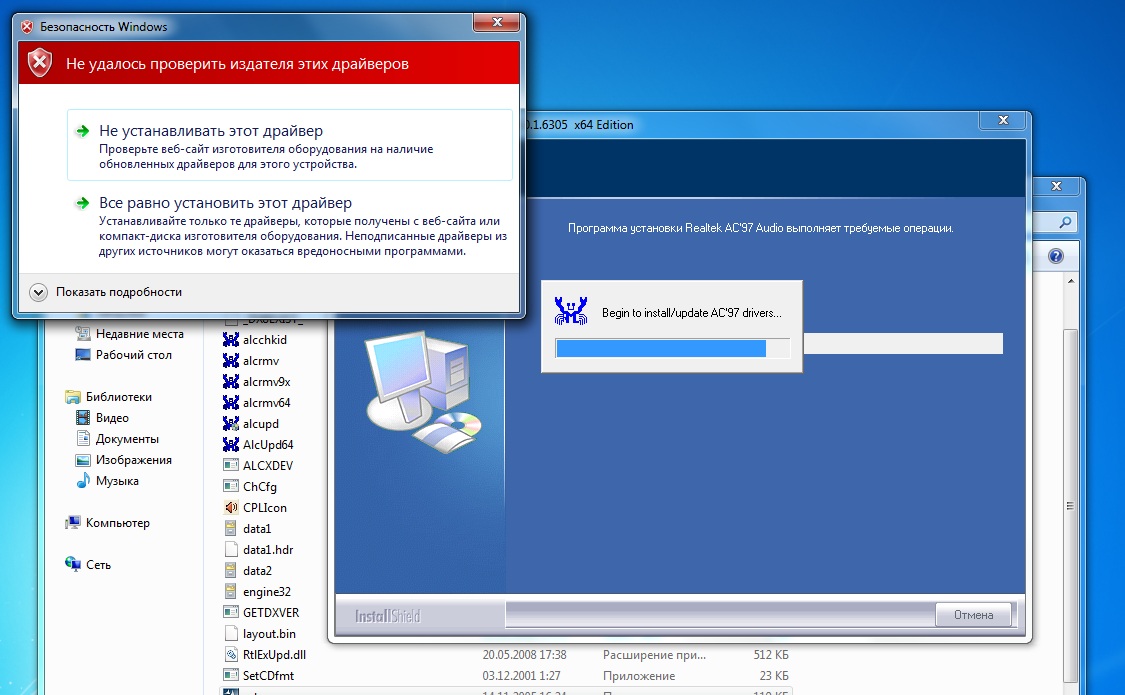 Безопасность Windows
Не удалось проверить издателя этих драйверов
Не устанавливать этот драйвер
Проверьте веб-сайт изготовителя оборудования на наличие
обновленных драйверов для этого устройства.
Все равно установить этот драйвер
Устанавливайте только те драйверы, которые получены с веб-сайта или
компакт-диска изготовителя оборудования. Неподписанные драйверы из
других источников могут оказаться вредоносными программами.
Показать подробности
.1.6305 x64 Edition
Программа установки Realtek AC'97 Audio выполняет требуемые операции.
Begin to install/update AC'97 drivers...
InstallShield
Отмена
Недавние места
Рабочий стол
Библиотеки
Видео
Документы
Изображения
Музыка
Компьютер
Сеть
alcchkid
alcrmv
alcrmv9x
alcrmv64
alcupd
AlcUpd64
ALCXDEV
ChCfg
CPLIcon
data1
data1.hdr
data2
engine32
GETDXVER
layout.bin
RtlExUpd.dll 20.05.2008 17:38 Расширение при... 512 КБ
SetCDfmt 03.12.2001 1:27 Приложение 23 КБ